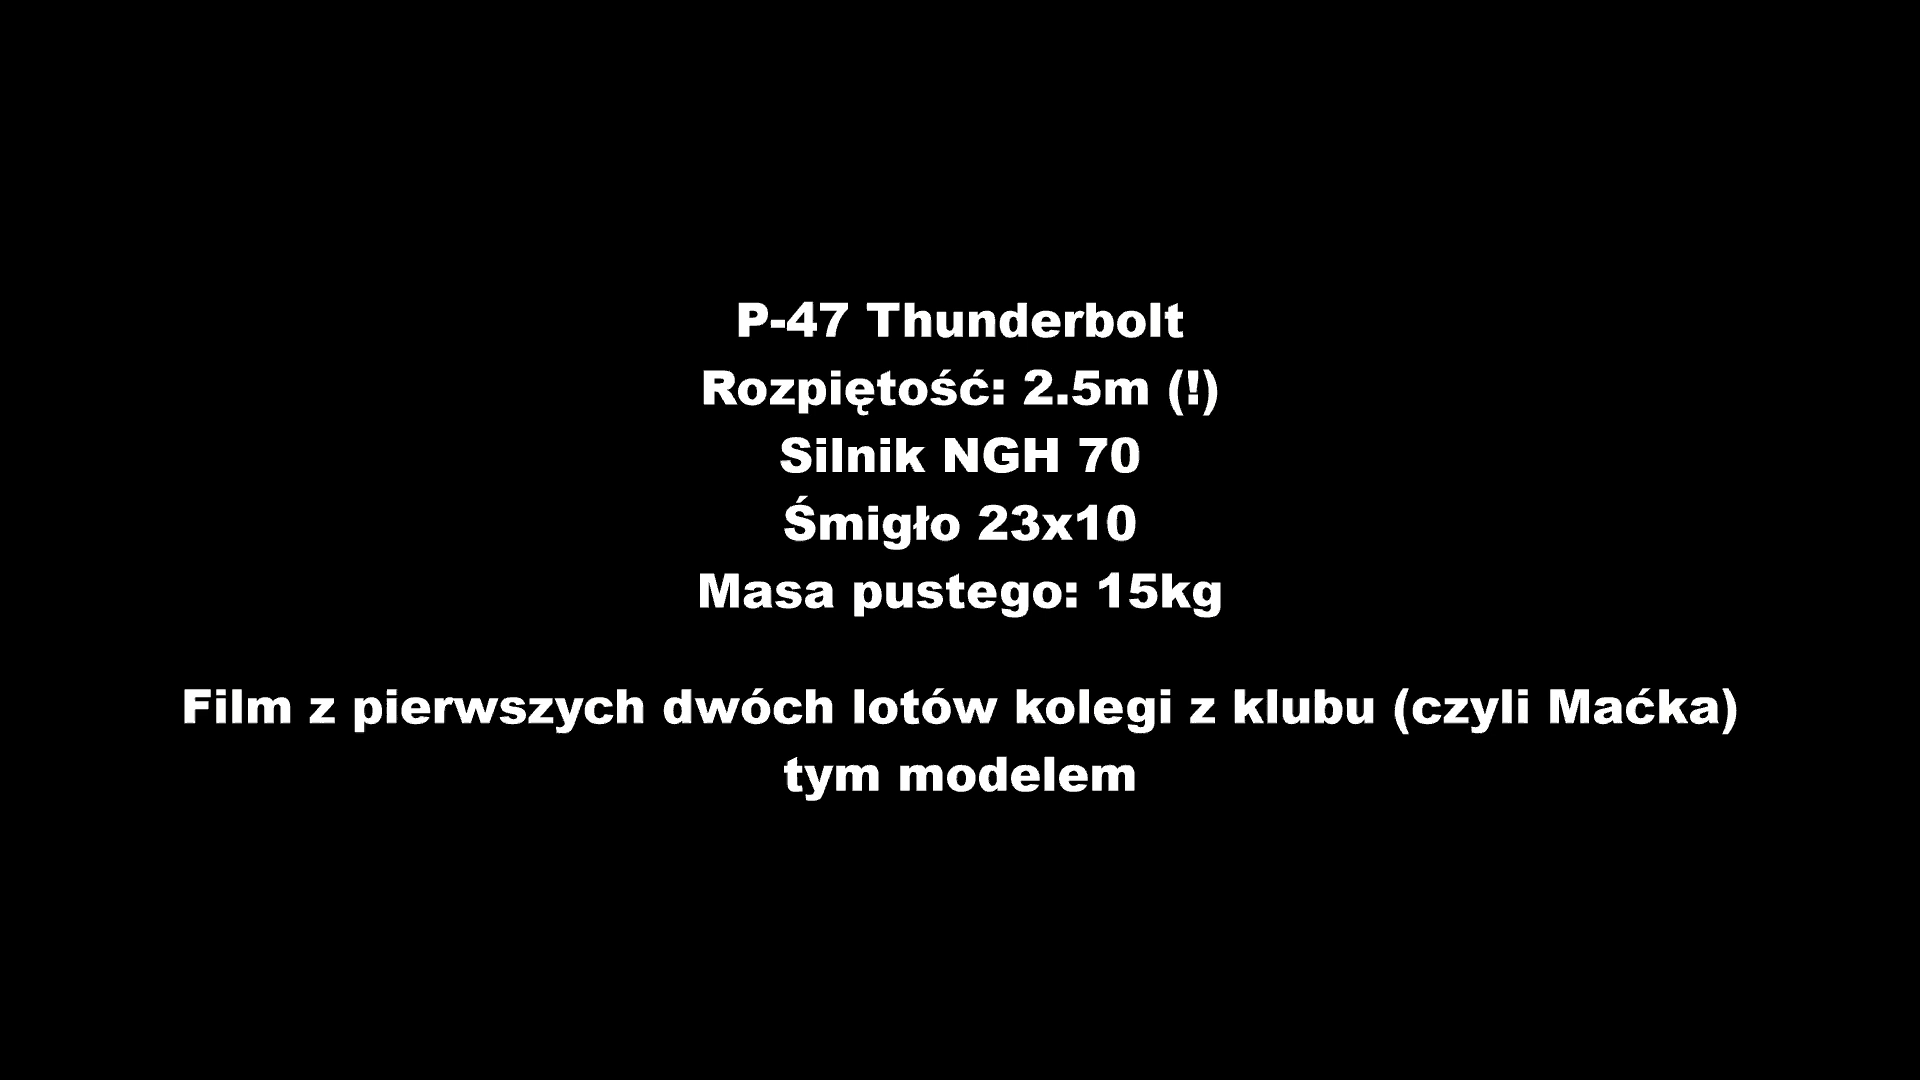 P-47 Thunderbolt
Rozpiętość: 2.5m (!)
Silnik NGH 70
Śmigło 23x10
Masa pustego: 15kg
Film z pierwszych dwóch lotów kolegi z klubu (czyli Maćka)
tym modelem